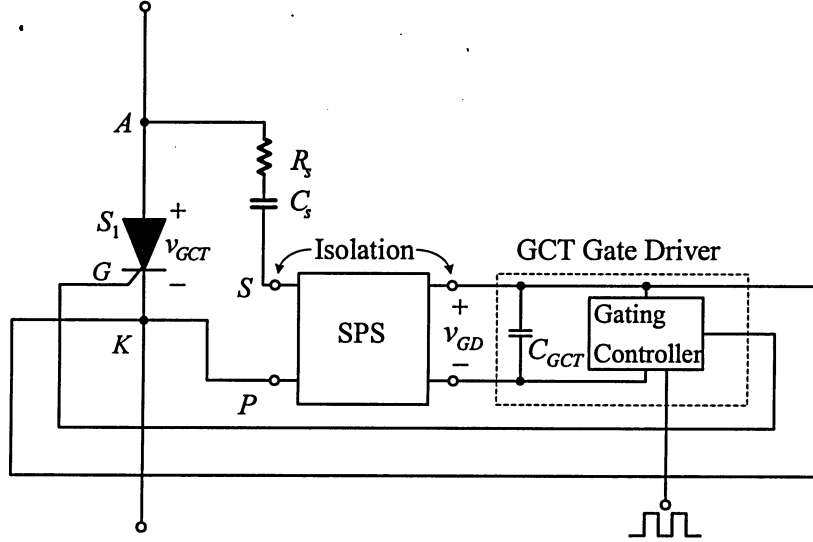 A
R_s
C_s
S_1
+
v_GCT
−
G
K
Isolation
S
P
SPS
+
v_GD
−
GCT Gate Driver
C_GCT
Gating
Controller